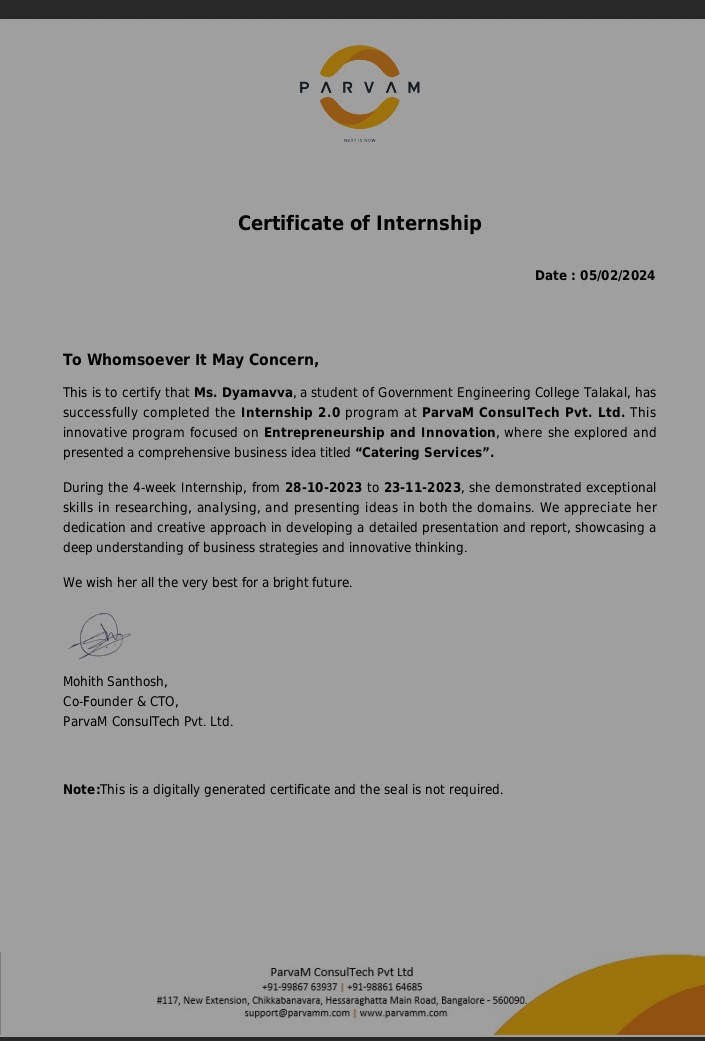 PARVAM
NEXT IS NOW
Certificate of Internship
Date : 05/02/2024
To Whomsoever It May Concern,
This is to certify that Ms. Dyamavva, a student of Government Engineering College Talakal, has
successfully completed the Internship 2.0 program at ParvaM ConsulTech Pvt. Ltd. This
innovative program focused on Entrepreneurship and Innovation, where she explored and
presented a comprehensive business idea titled “Catering Services”.
During the 4-week Internship, from 28-10-2023 to 23-11-2023, she demonstrated exceptional
skills in researching, analysing, and presenting ideas in both the domains. We appreciate her
dedication and creative approach in developing a detailed presentation and report, showcasing a
deep understanding of business strategies and innovative thinking.
We wish her all the very best for a bright future.
Mohith Santhosh,
Co-Founder & CTO,
ParvaM ConsulTech Pvt. Ltd.
Note:This is a digitally generated certificate and the seal is not required.
ParvaM ConsulTech Pvt Ltd
+91-99867 63937 | +91-98861 64685
#117, New Extension, Chikkabanavara, Hessaraghatta Main Road, Bangalore - 560090.
support@parvamm.com | www.parvamm.com